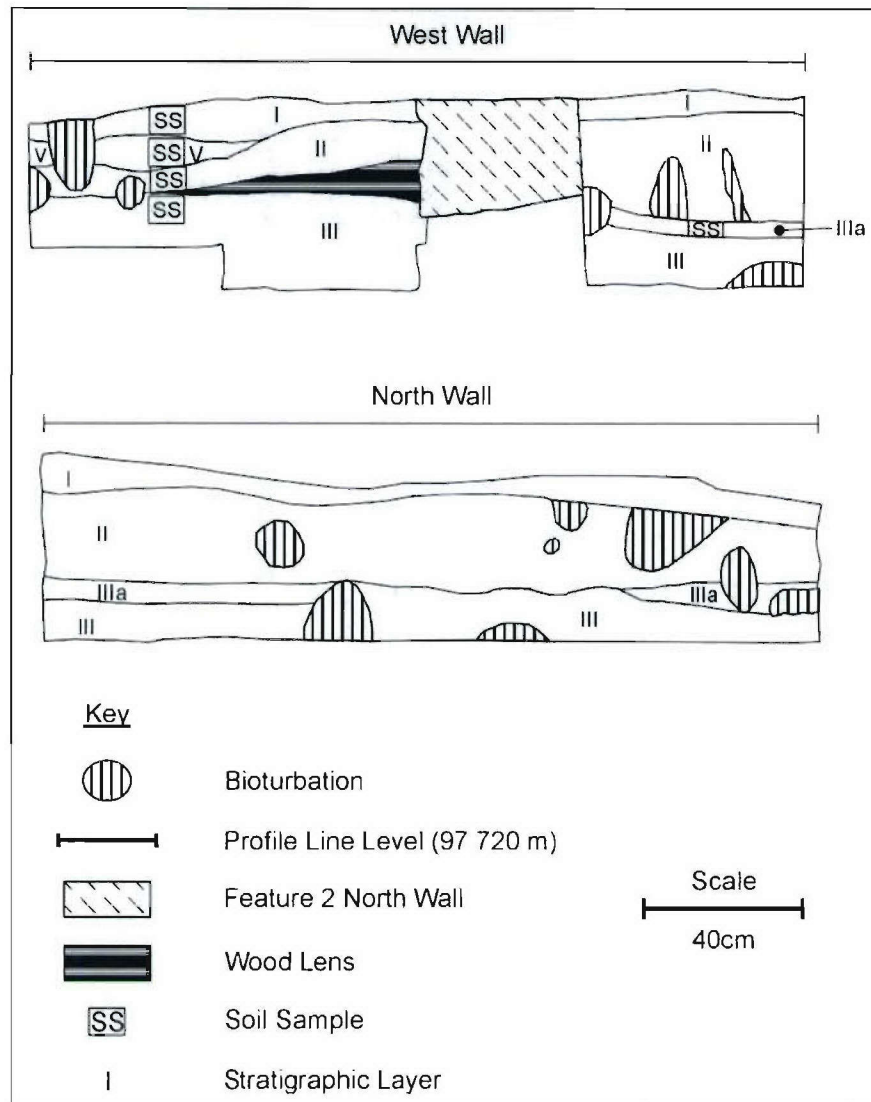 West Wall
I
SS
V SS V
II
II
SS
SS
III
SS
IIIa
III
North Wall
I
II
IIIa
IIIa
III
III
Key
Bioturbation
Profile Line Level (97 720 m)
Feature 2 North Wall
Scale
40cm
Wood Lens
SS Soil Sample
I Stratigraphic Layer
I